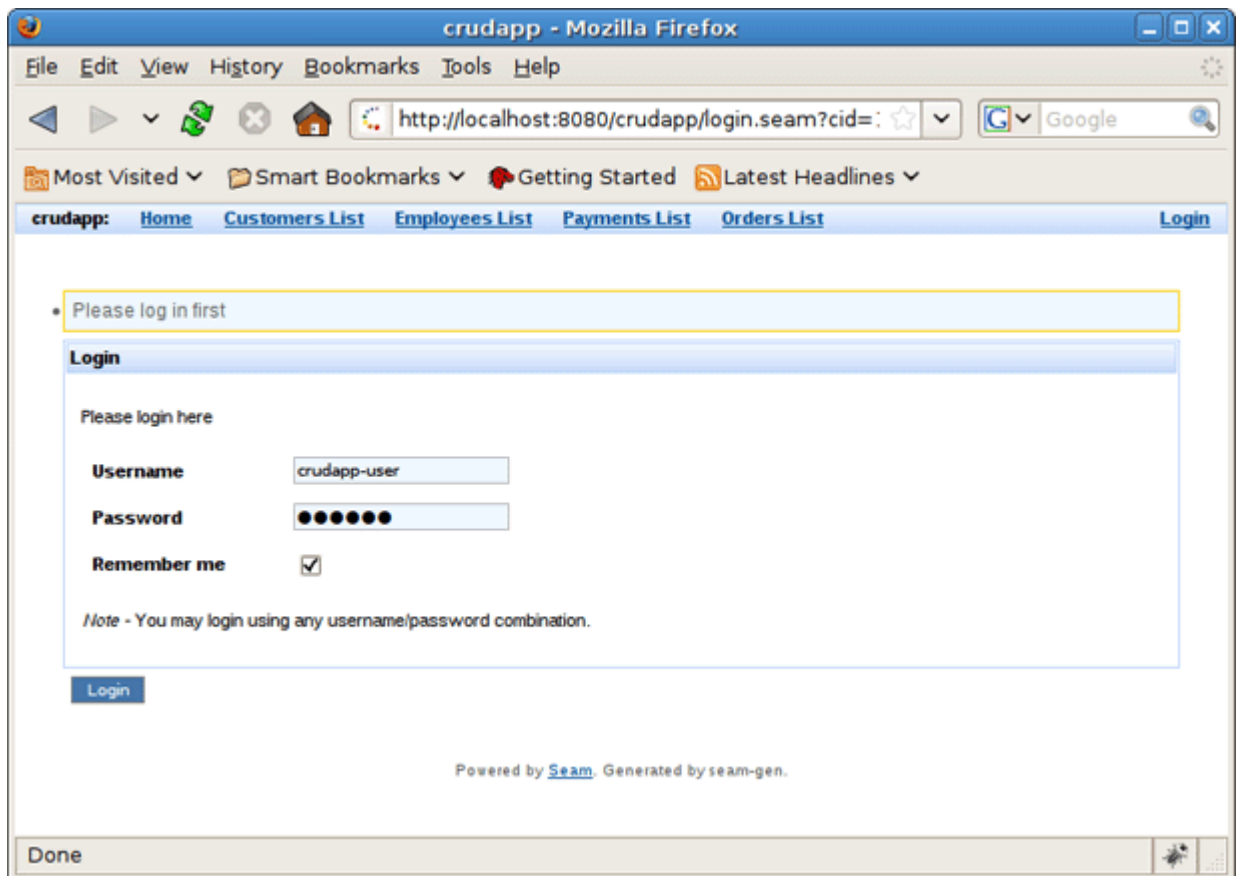 crudapp - Mozilla Firefox
File Edit View History Bookmarks Tools Help
http://localhost:8080/crudapp/login.seam?cid= G Google
Most Visited Smart Bookmarks Getting Started Latest Headlines
crudapp: Home Customers List Employees List Payments List Orders List Login
Please log in first
Login
Please login here
Username crudapp-user
Password ●●●●●●
Remember me
Note - You may login using any username/password combination.
Login
Powered by Seam. Generated by seam-gen.
Done